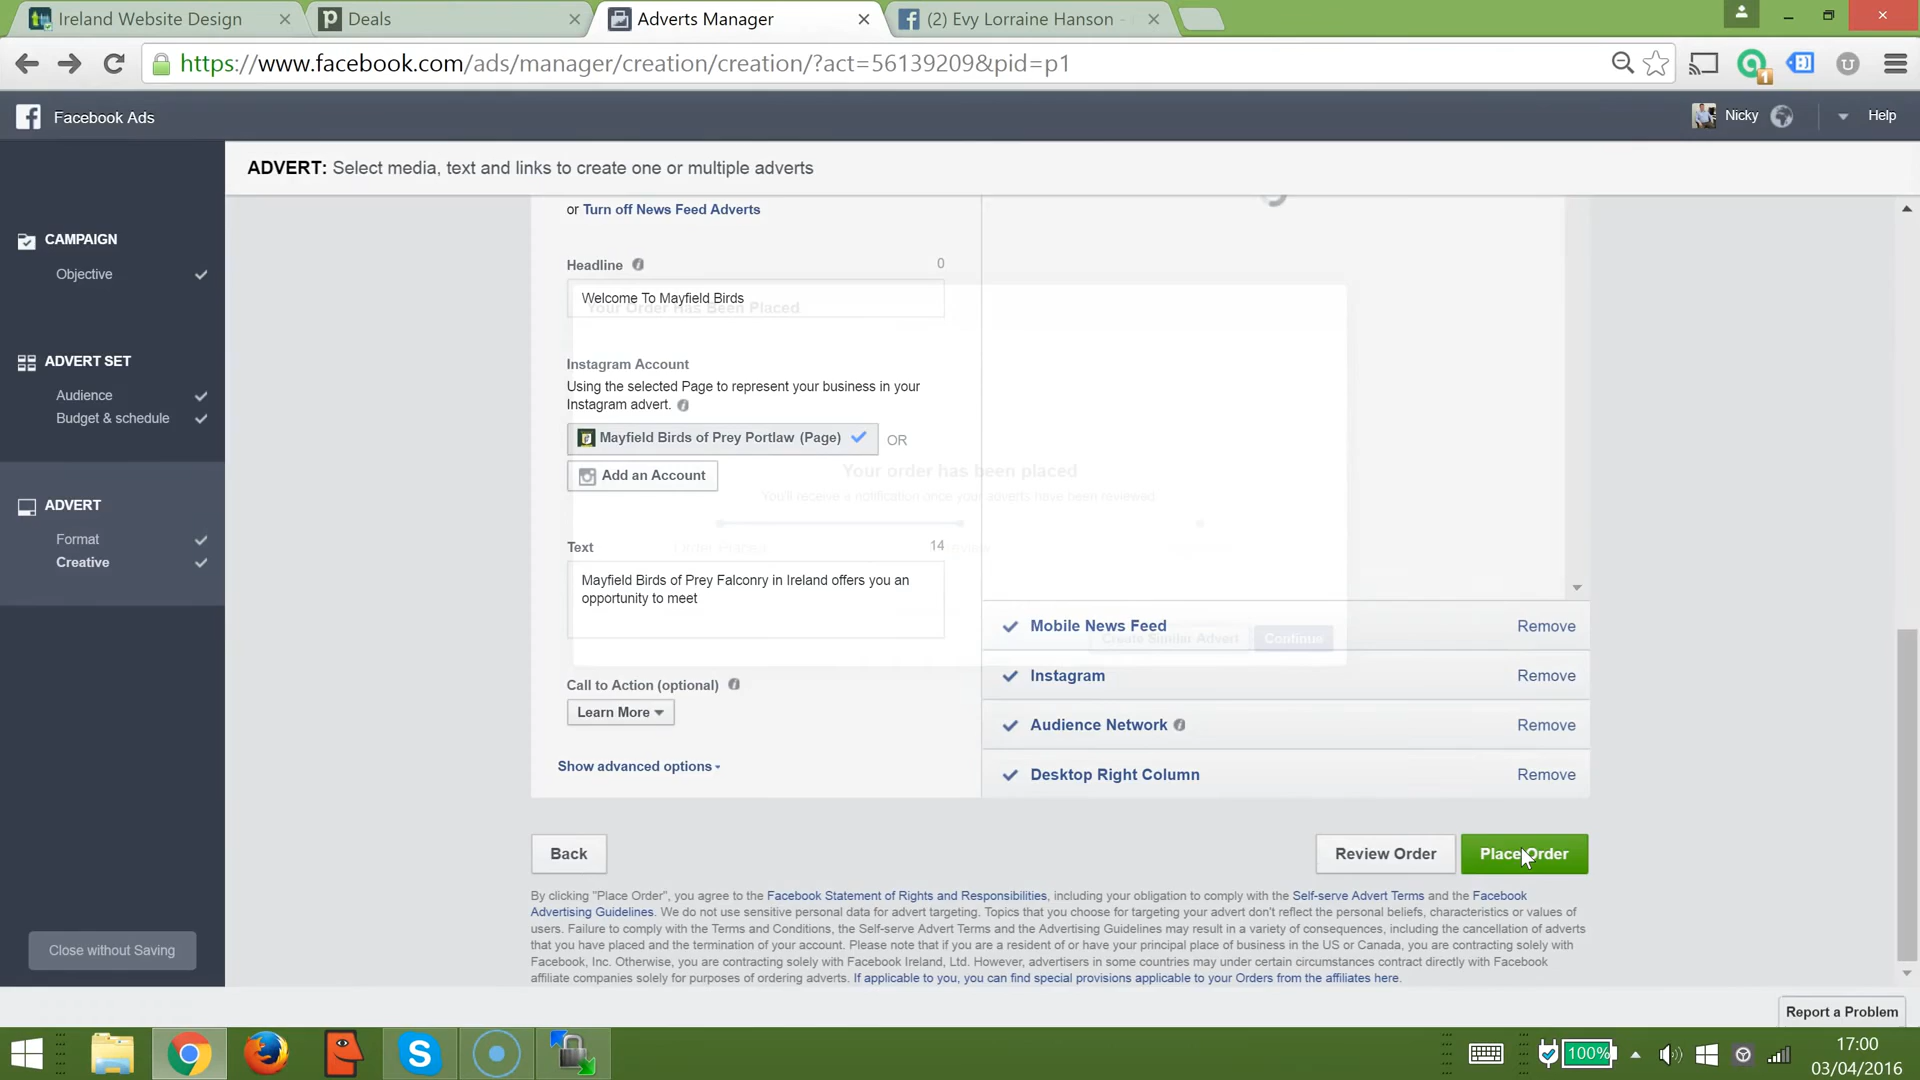 Ireland Website Design
Deals
Adverts Manager
(2) Evy Lorraine Hanson -
https://www.facebook.com/ads/manager/creation/creation/?act=56139209&pid=p1
1
Facebook Ads
Nicky
Help
ADVERT: Select media, text and links to create one or multiple adverts
CAMPAIGN
Objective
ADVERT SET
Audience
Budget & schedule
ADVERT
Format
Creative
Close without Saving
or Turn off News Feed Adverts
Headline
0
Welcome To Mayfield Birds
Your Order Has Been Placed
Instagram Account
Using the selected Page to represent your business in your
Instagram advert.
Mayfield Birds of Prey Portlaw (Page)
OR
Add an Account
Your order has been placed
You'll receive a notification once your adverts have been reviewed
Text
14
Order Placed
Mayfield Birds of Prey Falconry in Ireland offers you an
opportunity to meet
Create Similar Advert
Continue
Call to Action (optional)
Learn More
Show advanced options
Mobile News Feed
Remove
Instagram
Remove
Audience Network
Remove
Desktop Right Column
Remove
Back
Review Order
Place Order
By clicking "Place Order", you agree to the Facebook Statement of Rights and Responsibilities, including your obligation to comply with the Self-serve Advert Terms and the Facebook
Advertising Guidelines. We do not use sensitive personal data for advert targeting. Topics that you choose for targeting your advert don't reflect the personal beliefs, characteristics or values of
users. Failure to comply with the Terms and Conditions, the Self-serve Advert Terms and the Advertising Guidelines may result in a variety of consequences, including the cancellation of adverts
that you have placed and the termination of your account. Please note that if you are a resident of or have your principal place of business in the US or Canada, you are contracting solely with
Facebook, Inc. Otherwise, you are contracting solely with Facebook Ireland, Ltd. However, advertisers in some countries may under certain circumstances contract directly with Facebook
affiliate companies solely for purposes of ordering adverts. If applicable to you, you can find special provisions applicable to your Orders from the affiliates here.
Report a Problem
100%
17:00
03/04/2016